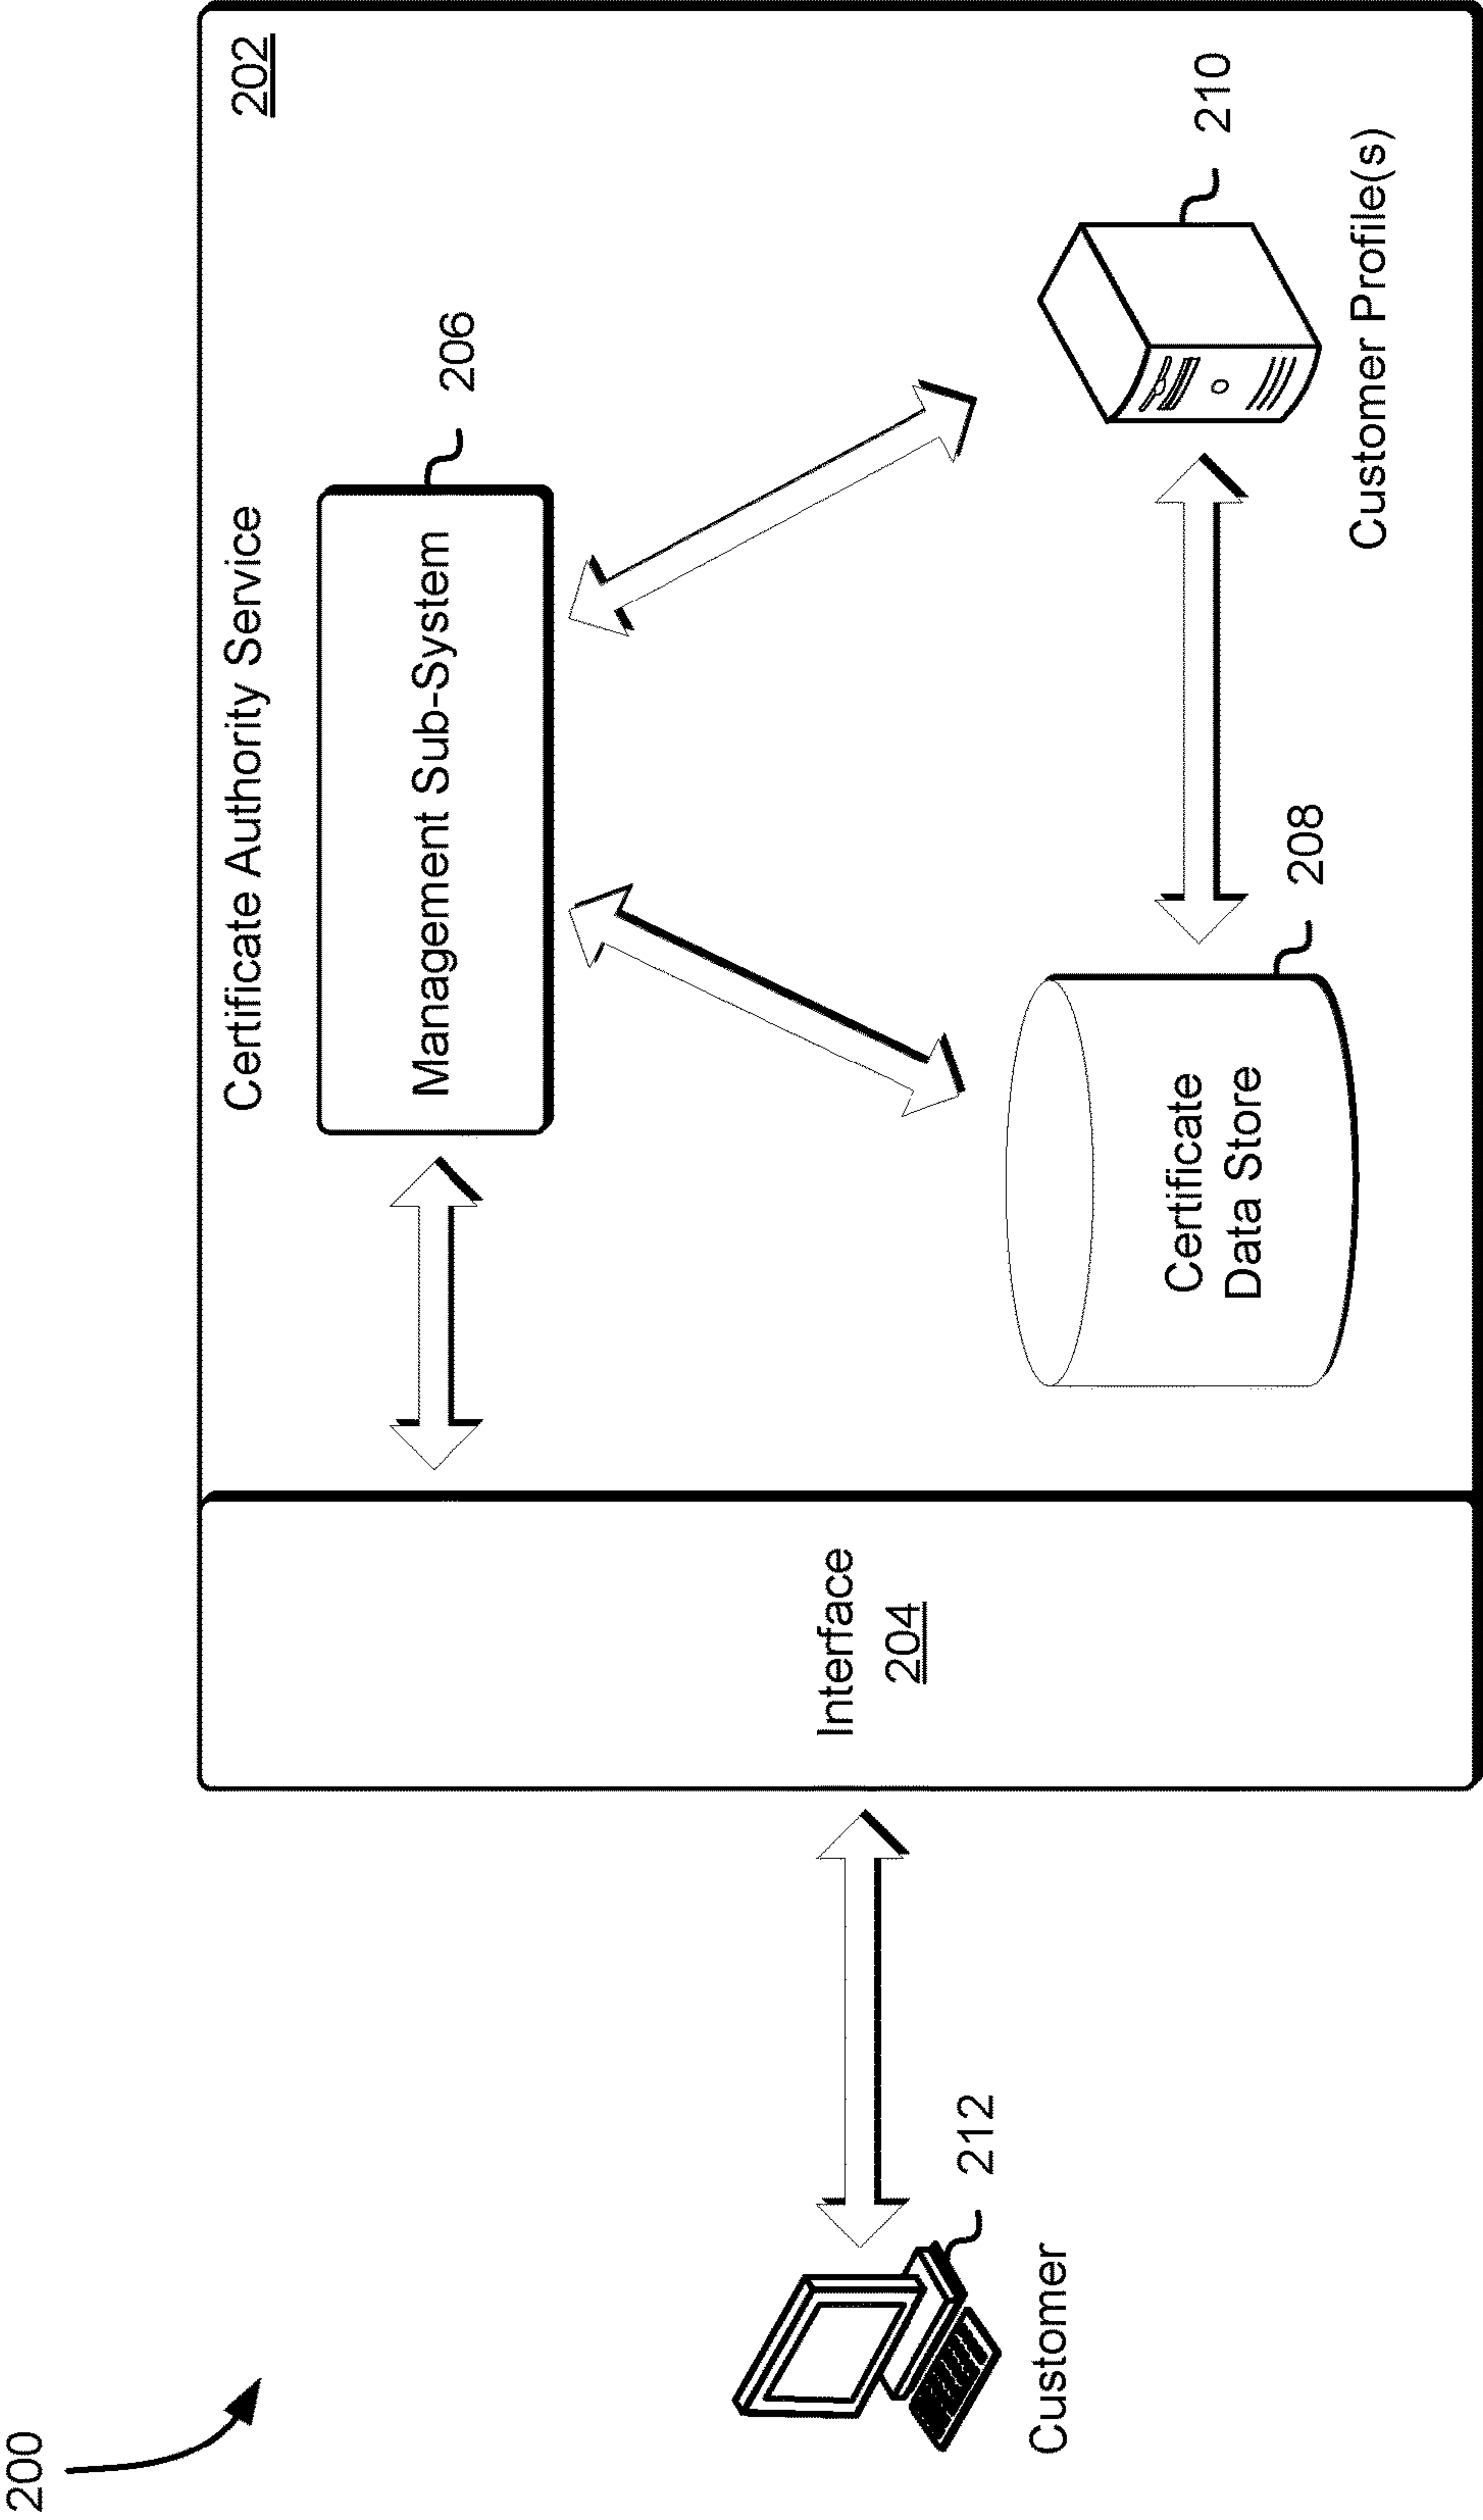 200
Certificate Authority Service
202
Management Sub-System
206
Interface
204
212
Customer
Certificate
Data Store
208
210
Customer Profile(s)